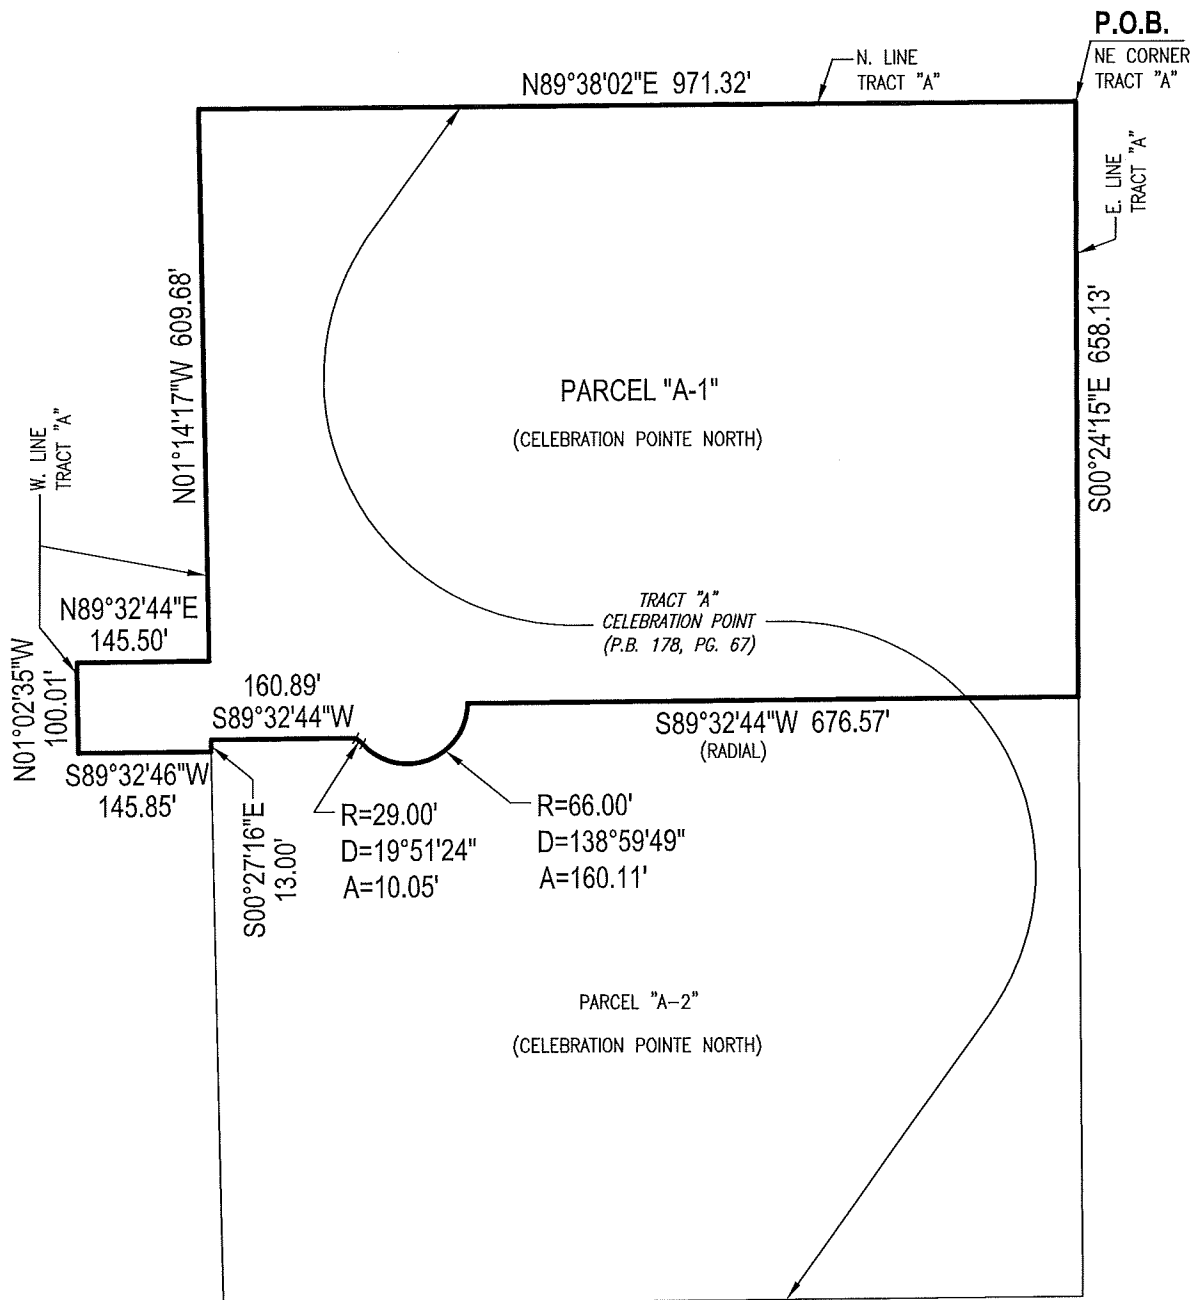 P.O.B.
NE CORNER
TRACT "A"
N. LINE
TRACT "A"
N89°38'02"E 971.32'
E. LINE
TRACT "A"
S00°24'15"E 658.13'
N01°14'17"W 609.68'
PARCEL "A-1"
(CELEBRATION POINTE NORTH)
W. LINE
TRACT "A"
TRACT "A"
CELEBRATION POINT
(P.B. 178, PG. 67)
N89°32'44"E
145.50'
N01°02'35"W
100.01'
160.89'
S89°32'44"W
S89°32'44"W 676.57'
(RADIAL)
S89°32'46"W
145.85'
S00°27'16"E
13.00'
R=29.00'
D=19°51'24"
A=10.05'
R=66.00'
D=138°59'49"
A=160.11'
PARCEL "A-2"
(CELEBRATION POINTE NORTH)